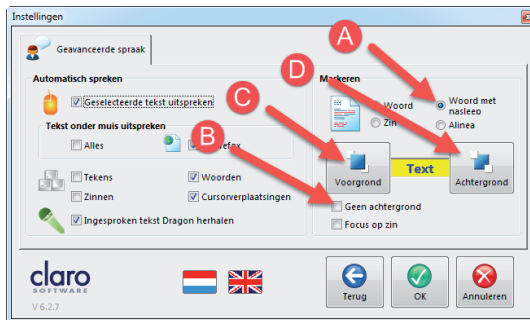 Instellingen
Geavanceerde spraak
Automatisch spreken
Geselecteerde tekst uitspreken
Tekst onder muis uitspreken
Alles
Tekens
Woorden
Zinnen
Cursorverplaatsingen
Ingesproken tekst Dragon herhalen
Markeren
Woord
Woord met
nasleep
Zin
Alinea
Voorgrond
Text
Achtergrond
Geen achtergrond
Focus op zin
A
D
C
B
claro
SOFTWARE
V 6.2.7
Terug
OK
Annuleren